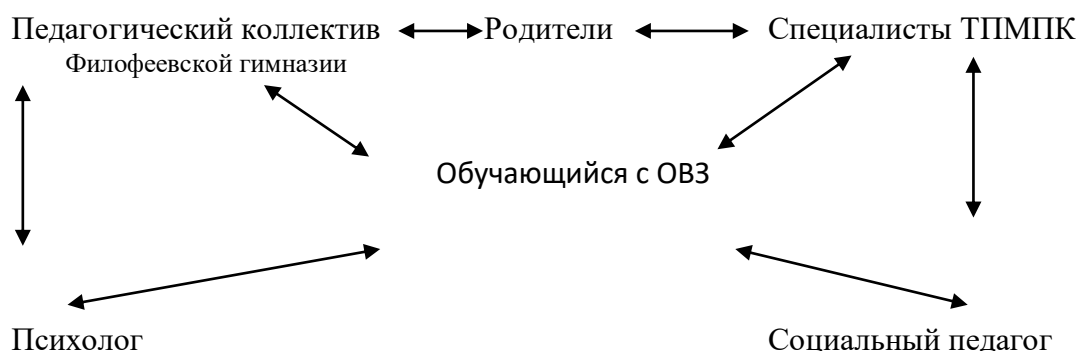 Педагогический коллектив Родители Специалисты ТПМПК
Филофеевской гимназии
Обучающийся с ОВЗ
Психолог Социальный педагог